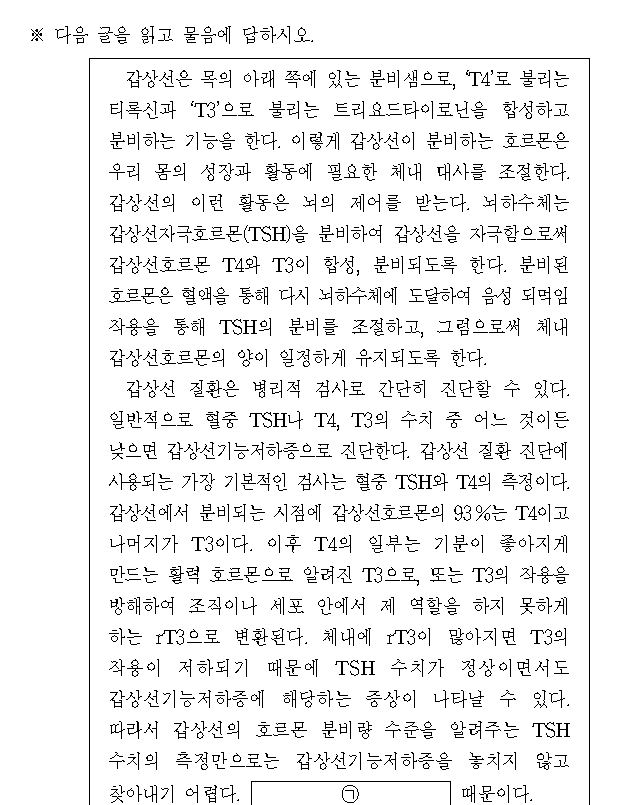 ※ 다음 글을 읽고 물음에 답하시오.
갑상선은 목의 아래 쪽에 있는 분비샘으로, ‘T4’로 불리는
티록신과 ‘T3’으로 불리는 트리요드타이로닌을 합성하고
분비하는 기능을 한다. 이렇게 갑상선이 분비하는 호르몬은
우리 몸의 성장과 활동에 필요한 체내 대사를 조절한다.
갑상선의 이런 활동은 뇌의 제어를 받는다. 뇌하수체는
갑상선자극호르몬(TSH)을 분비하여 갑상선을 자극함으로써
갑상선호르몬 T4와 T3이 합성, 분비되도록 한다. 분비된
호르몬은 혈액을 통해 다시 뇌하수체에 도달하여 음성 되먹임
작용을 통해 TSH의 분비를 조절하고, 그럼으로써 체내
갑상선호르몬의 양이 일정하게 유지되도록 한다.
갑상선 질환은 병리적 검사로 간단히 진단할 수 있다.
일반적으로 혈중 TSH나 T4, T3의 수치 중 어느 것이든
낮으면 갑상선기능저하증으로 진단한다. 갑상선 질환 진단에
사용되는 가장 기본적인 검사는 혈중 TSH와 T4의 측정이다.
갑상선에서 분비되는 시점에 갑상선호르몬의 93%는 T4이고
나머지가 T3이다. 이후 T4의 일부는 기분이 좋아지게
만드는 활력 호르몬으로 알려진 T3으로, 또는 T3의 작용을
방해하여 조직이나 세포 안에서 제 역할을 하지 못하게
하는 rT3으로 변환된다. 체내에 rT3이 많아지면 T3의
작용이 저하되기 때문에 TSH 수치가 정상이면서도
갑상선기능저하증에 해당하는 증상이 나타날 수 있다.
따라서 갑상선의 호르몬 분비량 수준을 알려주는 TSH
수치의 측정만으로는 갑상선기능저하증을 놓치지 않고
찾아내기 어렵다. ㉠ 때문이다.